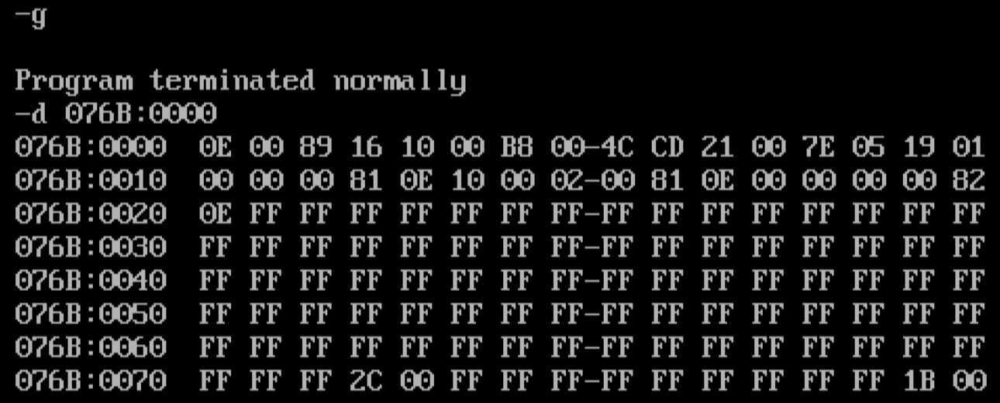 -g
Program terminated normally
-d 076B:0000
076B:0000 0E 00 89 16 10 00 B8 00-4C CD 21 00 7E 05 19 01
076B:0010 00 00 00 81 0E 10 00 02-00 81 0E 00 00 00 00 82
076B:0020 0E FF FF FF FF FF FF FF-FF FF FF FF FF FF FF FF
076B:0030 FF FF FF FF FF FF FF FF-FF FF FF FF FF FF FF FF
076B:0040 FF FF FF FF FF FF FF FF-FF FF FF FF FF FF FF FF
076B:0050 FF FF FF FF FF FF FF FF-FF FF FF FF FF FF FF FF
076B:0060 FF FF FF FF FF FF FF FF-FF FF FF FF FF FF FF FF
076B:0070 FF FF FF 2C 00 FF FF FF-FF FF FF FF FF FF 1B 00